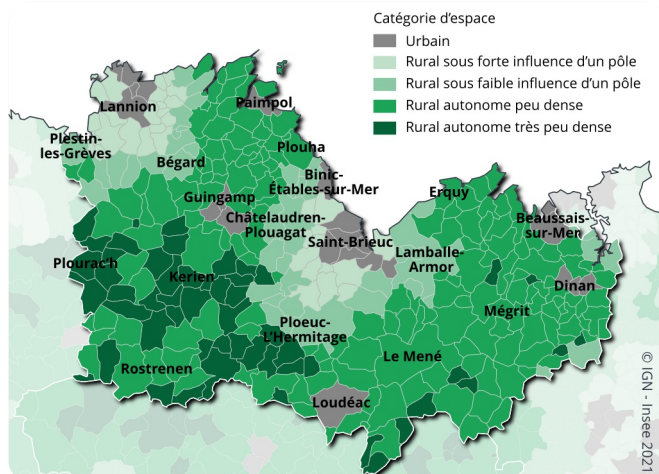 Catégorie d'espace
Urbain
Rural sous forte influence d'un pôle
Rural sous faible influence d'un pôle
Rural autonome peu dense
Rural autonome très peu dense
Lannion
Paimpol
Plestin-
les-Grèves
Plouha
Bégard
Binic-
Étables-sur-Mer
Guingamp
Erquy
Châtelaudren-
Plouagat
Beaussais-
sur-Mer
Saint-Brieuc
Lamballe-
Armor
Plourac'h
Kerien
Dinan
Mégrit
Ploeuc-
L'Hermitage
Le Mené
Rostrenen
Loudéac
© IGN - Insee 2021